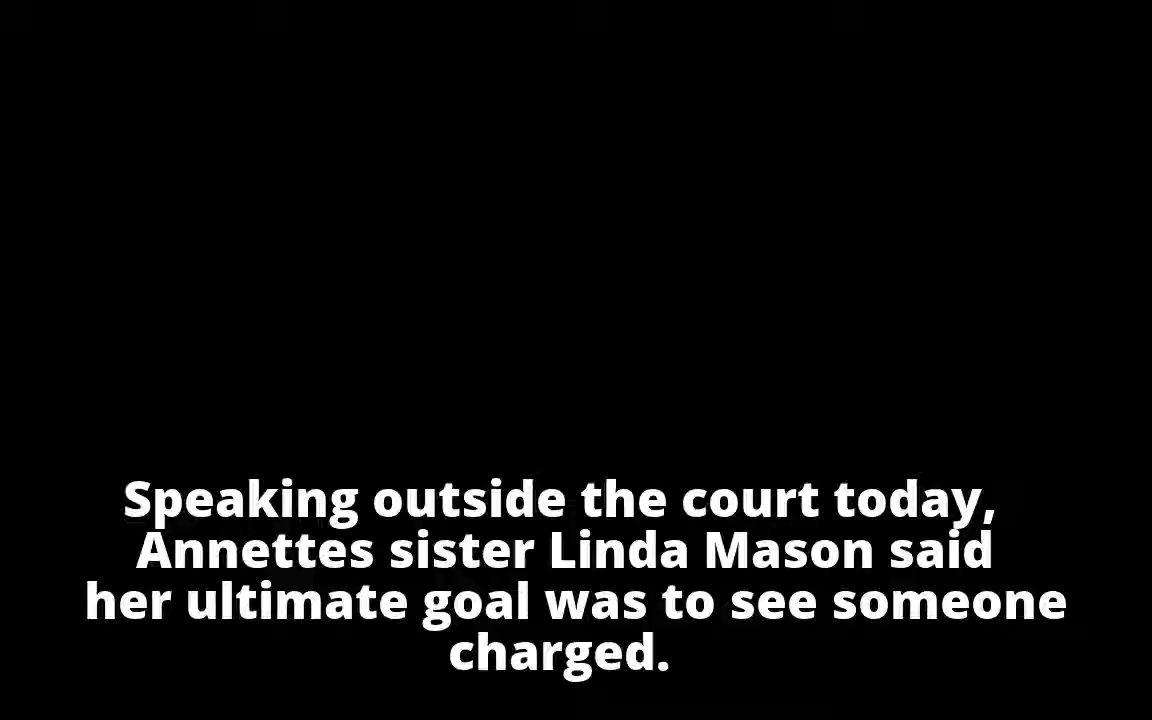 Speaking outside the court today,
Annettes sister Linda Mason said
her ultimate goal was to see someone
charged.